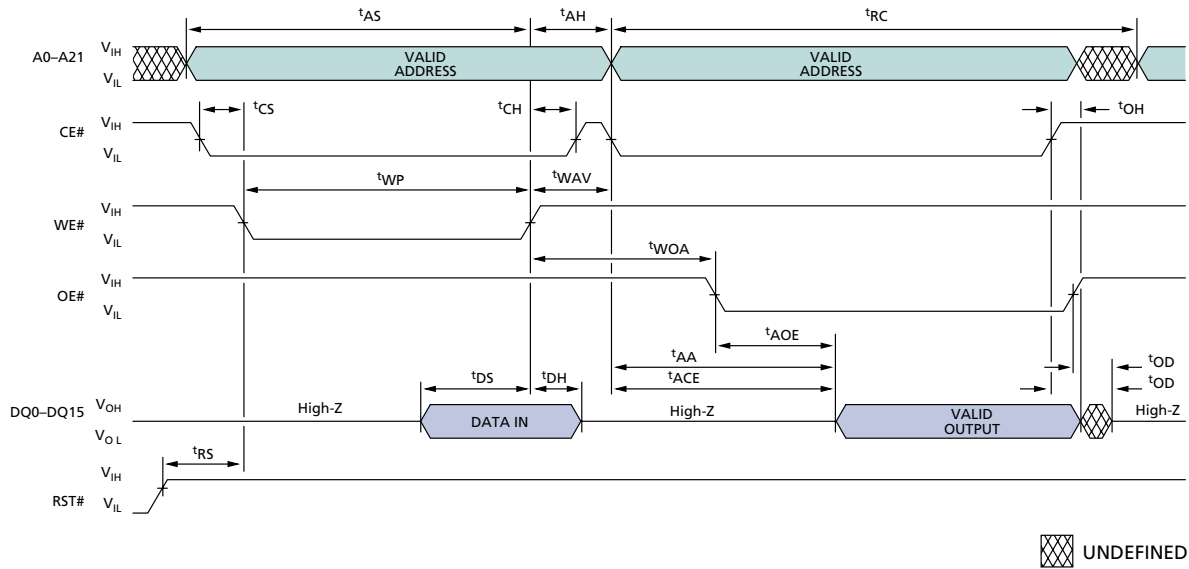 tAS tAH tRC
A0–A21 VIH VALID ADDRESS VALID ADDRESS
VIL
tCS tCH tOH
CE# VIH
VIL
tWP tWAV
WE# VIH
VIL
tWOA
OE# VIH
VIL
tAOE
tAA tOD
tDS tDH tACE tOD
DQ0–DQ15 VOH High-Z DATA IN High-Z VALID OUTPUT High-Z
VO L
tRS
RST# VIH
VIL
UNDEFINED